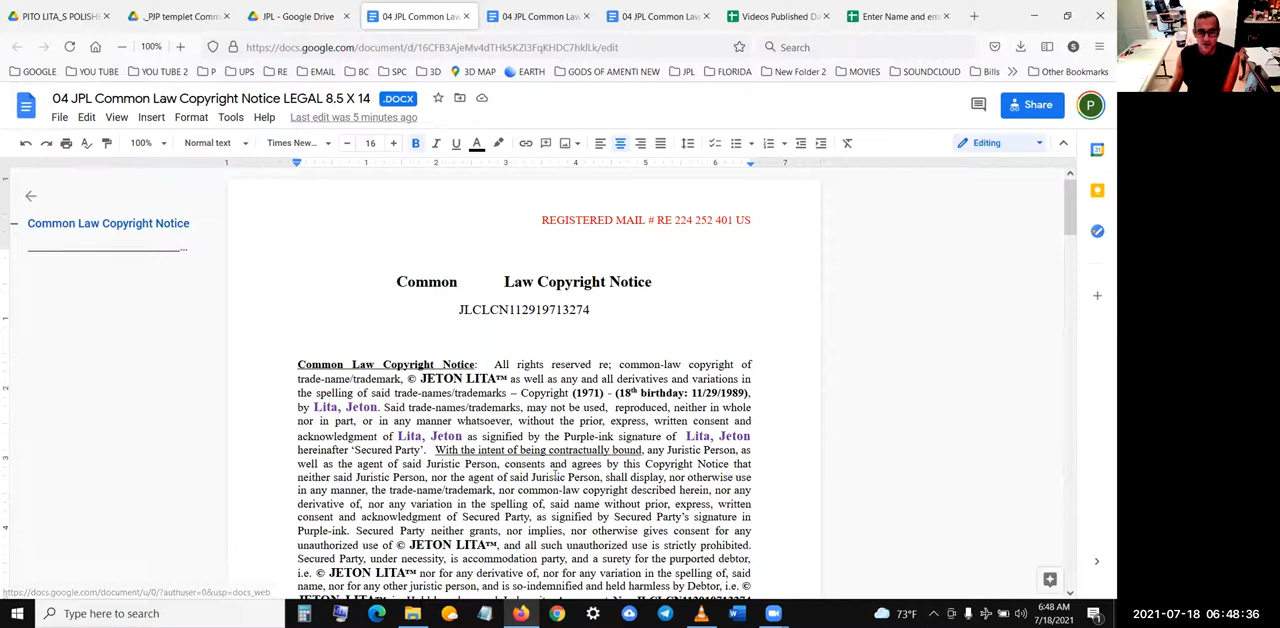 PITO LITA_S POLISH
._PJP templet Comm
JPL - Google Drive
04 JPL Common Law
04 JPL Common Law
04 JPL Common Law
Videos Published Da
Enter Name and em
100%
https://docs.google.com/document/d/16CFB3AjeMv4dTHk5KZI3FqKHDC7hklLk/edit
Search
GOOGLE
YOU TUBE
YOU TUBE 2
P
UPS
RE
EMAIL
BC
SPC
3D
3D MAP
EARTH
GODS OF AMENTI NEW
JPL
FLORIDA
New Folder 2
MOVIES
SOUNDCLOUD
Bills
Other Bookmarks
04 JPL Common Law Copyright Notice LEGAL 8.5 X 14 .DOCX
File Edit View Insert Format Tools Help Last edit was 5 minutes ago
Share
P
100% Normal text Times New... 16 B I U A Editing
1 1 2 3 4 5 6 7
Common Law Copyright Notice
REGISTERED MAIL # RE 224 252 401 US
Common Law Copyright Notice
JLCLCN112919713274
Common Law Copyright Notice: All rights reserved re; common-law copyright of
trade-name/trademark, © JETON LITA™ as well as any and all derivatives and variations in
the spelling of said trade-names/trademarks – Copyright (1971) - (18th birthday: 11/29/1989),
by Lita, Jeton. Said trade-names/trademarks, may not be used, reproduced, neither in whole
nor in part, or in any manner whatsoever, without the prior, express, written consent and
acknowledgment of Lita, Jeton as signified by the Purple-ink signature of Lita, Jeton
hereinafter ‘Secured Party’. With the intent of being contractually bound, any Juristic Person, as
well as the agent of said Juristic Person, consents and agrees by this Copyright Notice that
neither said Juristic Person, nor the agent of said Juristic Person, shall display, nor otherwise use
in any manner, the trade-name/trademark, nor common-law copyright described herein, nor any
derivative of, nor any variation in the spelling of, said name without prior, express, written
consent and acknowledgment of Secured Party, as signified by Secured Party’s signature in
Purple-ink. Secured Party neither grants, nor implies, nor otherwise gives consent for any
unauthorized use of © JETON LITA™, and all such unauthorized use is strictly prohibited.
Secured Party, under necessity, is accommodation party, and a surety for the purported debtor,
i.e. © JETON LITA™ nor for any derivative of, nor for any variation in the spelling of, said
name, nor for any other juristic person, and is so-indemnified and held harmless by Debtor, i.e. ©
https://docs.google.com/document/u/0/?authuser=0&usp=docs_web
Type here to search
73°F
6:48 AM
7/18/2021
2021-07-18 06:48:36